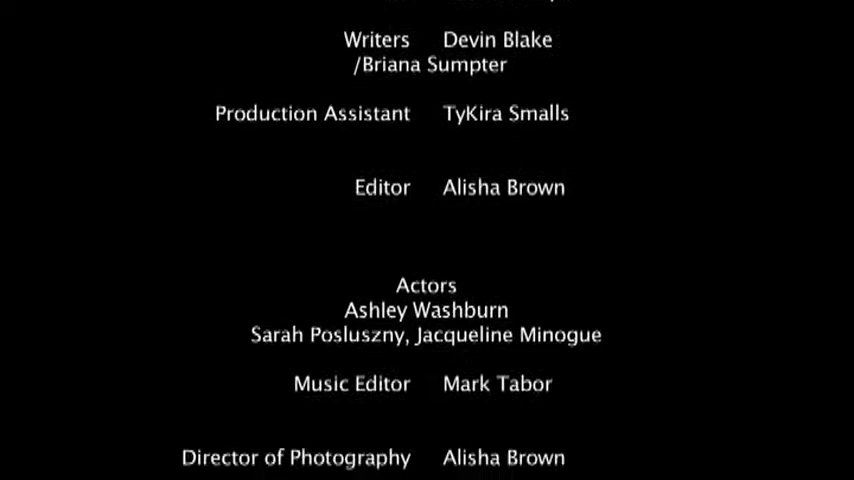 Writers Devin Blake
/Briana Sumpter
Production Assistant TyKira Smalls
Editor Alisha Brown
Actors
Ashley Washburn
Sarah Posluszny, Jacqueline Minogue
Music Editor Mark Tabor
Director of Photography Alisha Brown